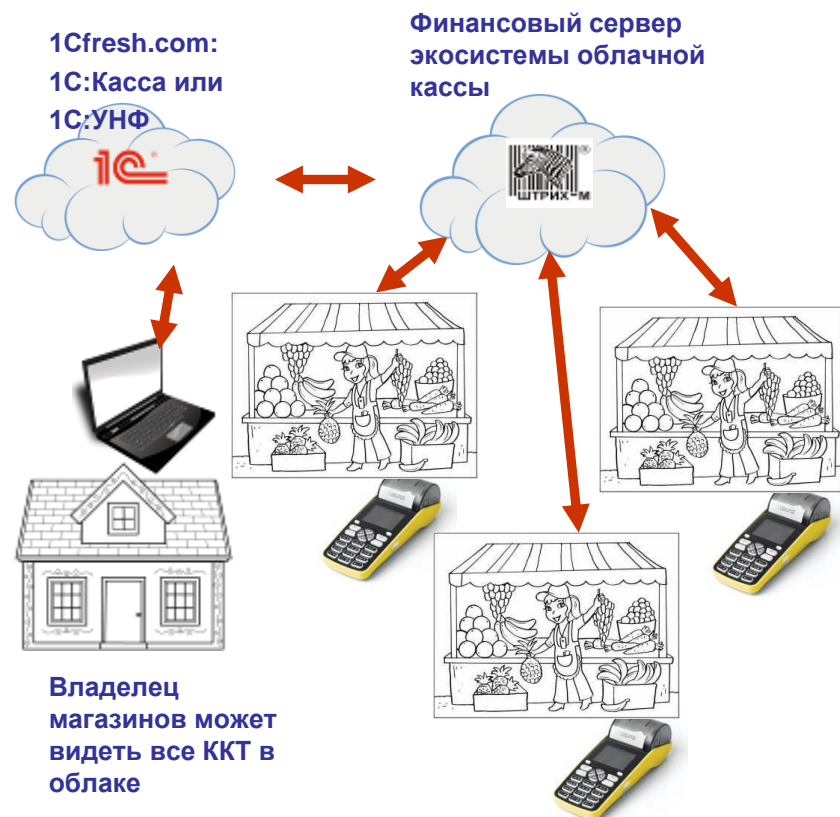 1Cfresh.com:
1С:Касса или
1С:УНФ
Финансовый сервер
экосистемы облачной
кассы
1С
®
ШТРИХ-М
Владелец
магазинов может
видеть все ККТ в
облаке